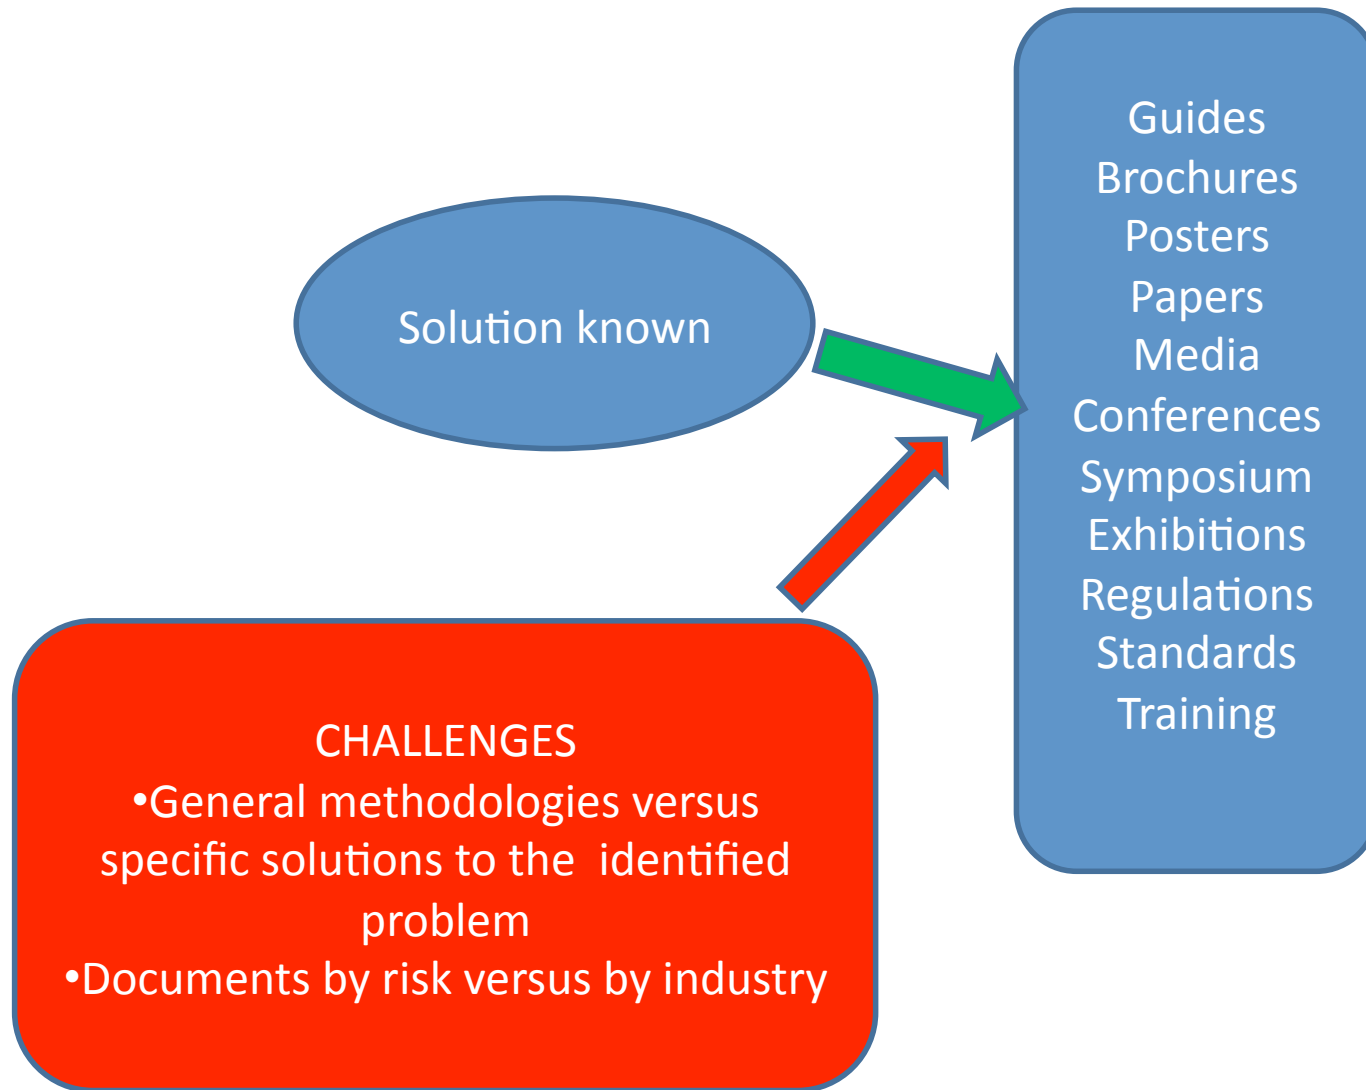 Solution known
Guides
Brochures
Posters
Papers
Media
Conferences
Symposium
Exhibitions
Regulations
Standards
Training
CHALLENGES
•General methodologies versus
specific solutions to the  identified
problem
•Documents by risk versus by industry